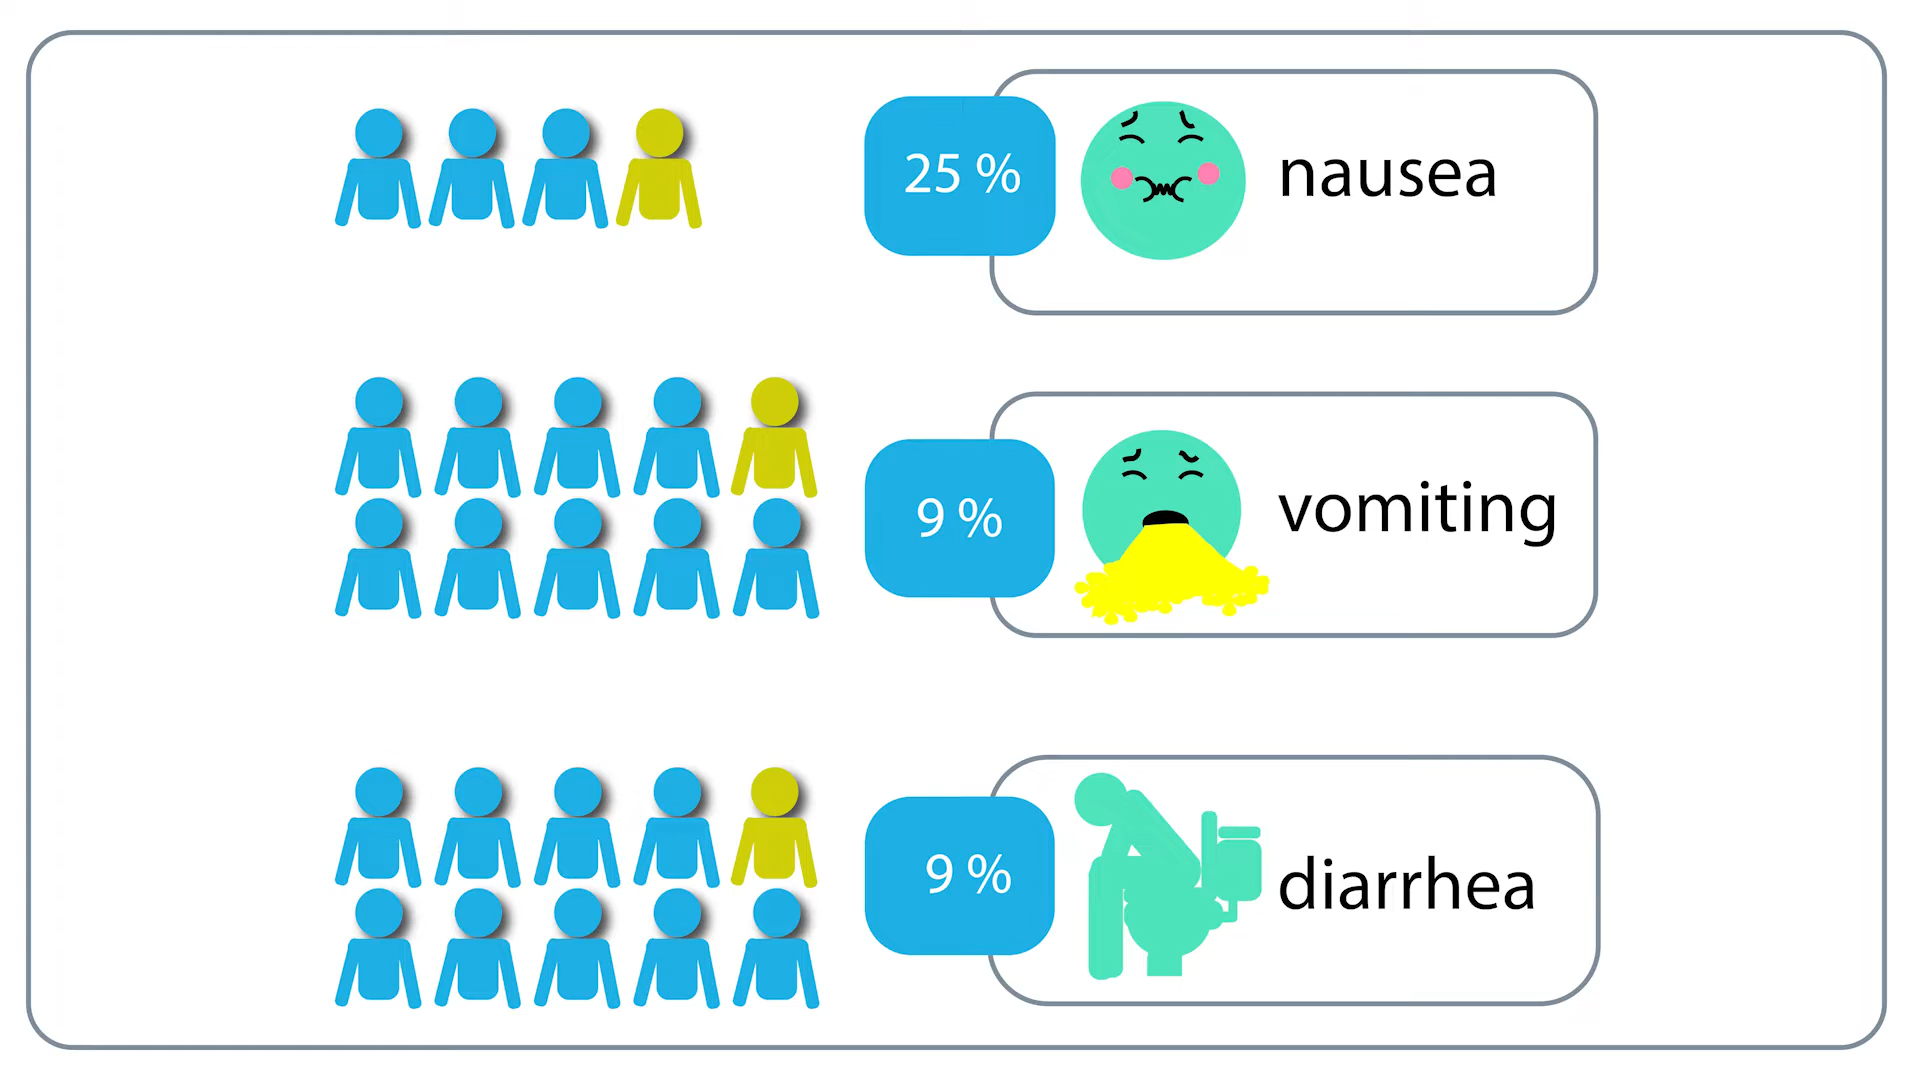 25 %
nausea
9 %
vomiting
9 %
diarrhea